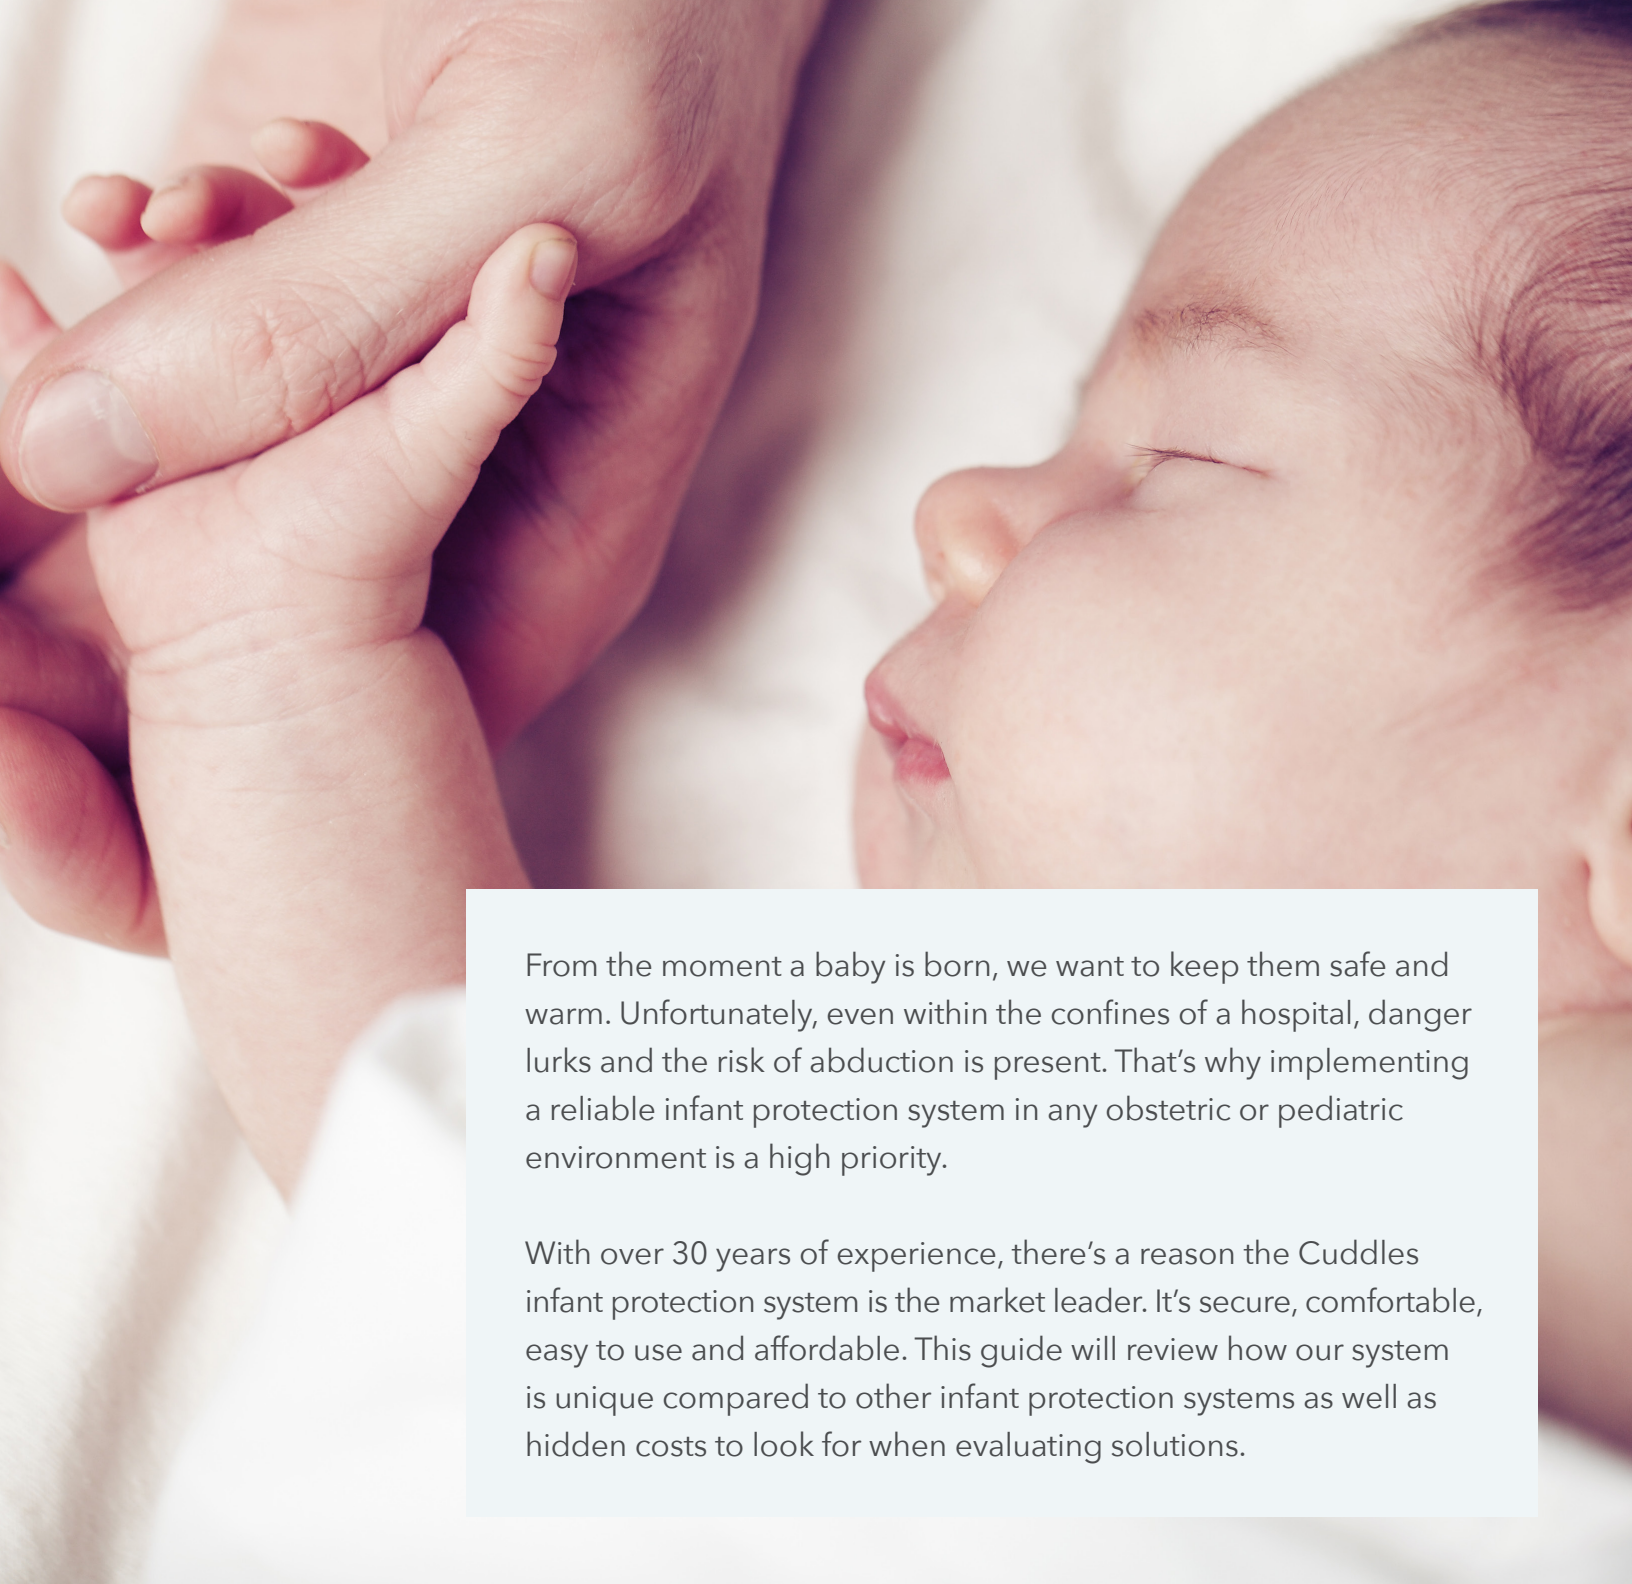 From the moment a baby is born, we want to keep them safe and
warm. Unfortunately, even within the confines of a hospital, danger
lurks and the risk of abduction is present. That’s why implementing
a reliable infant protection system in any obstetric or pediatric
environment is a high priority.
With over 30 years of experience, there’s a reason the Cuddles
infant protection system is the market leader. It’s secure, comfortable,
easy to use and affordable. This guide will review how our system
is unique compared to other infant protection systems as well as
hidden costs to look for when evaluating solutions.